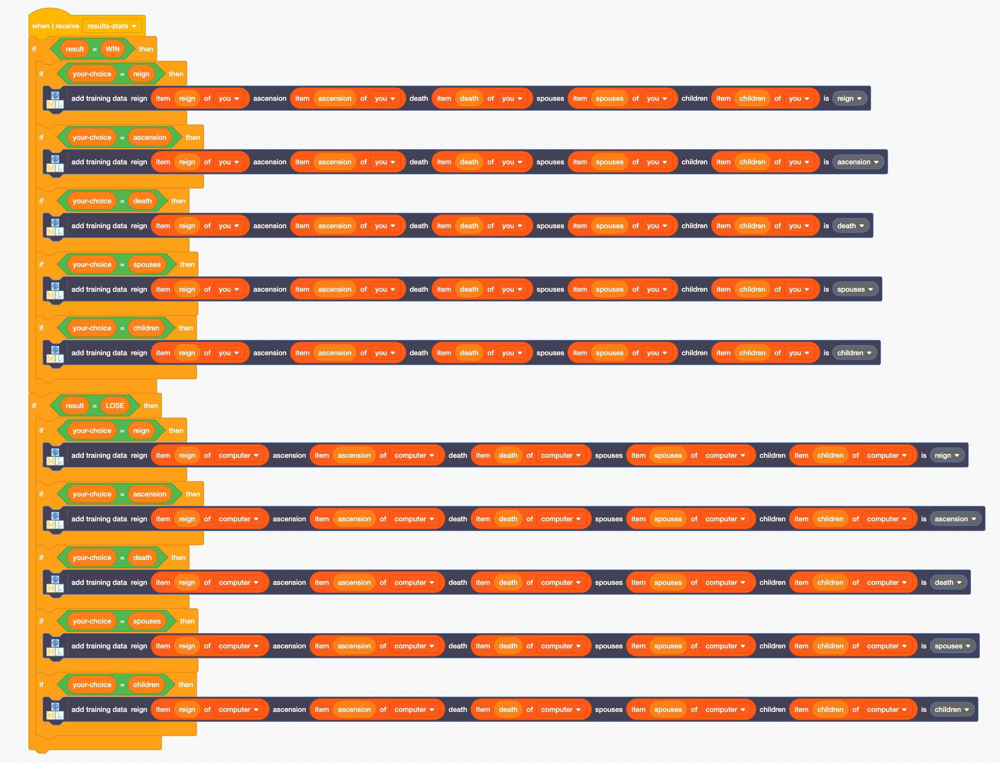 when I receive results-state
if result = WIN then
if your-choice = reign then
ML add training data reign item reign of you ascension item ascension of you death item death of you spouses item spouses of you children item children of you is reign
if your-choice = ascension then
ML add training data reign item reign of you ascension item ascension of you death item death of you spouses item spouses of you children item children of you is ascension
if your-choice = death then
ML add training data reign item reign of you ascension item ascension of you death item death of you spouses item spouses of you children item children of you is death
if your-choice = spouses then
ML add training data reign item reign of you ascension item ascension of you death item death of you spouses item spouses of you children item children of you is spouses
if your-choice = children then
ML add training data reign item reign of you ascension item ascension of you death item death of you spouses item spouses of you children item children of you is children
if result = LOSE then
if your-choice = reign then
ML add training data reign item reign of computer ascension item ascension of computer death item death of computer spouses item spouses of computer children item children of computer is reign
if your-choice = ascension then
ML add training data reign item reign of computer ascension item ascension of computer death item death of computer spouses item spouses of computer children item children of computer is ascension
if your-choice = death then
ML add training data reign item reign of computer ascension item ascension of computer death item death of computer spouses item spouses of computer children item children of computer is death
if your-choice = spouses then
ML add training data reign item reign of computer ascension item ascension of computer death item death of computer spouses item spouses of computer children item children of computer is spouses
if your-choice = children then
ML add training data reign item reign of computer ascension item ascension of computer death item death of computer spouses item spouses of computer children item children of computer is children